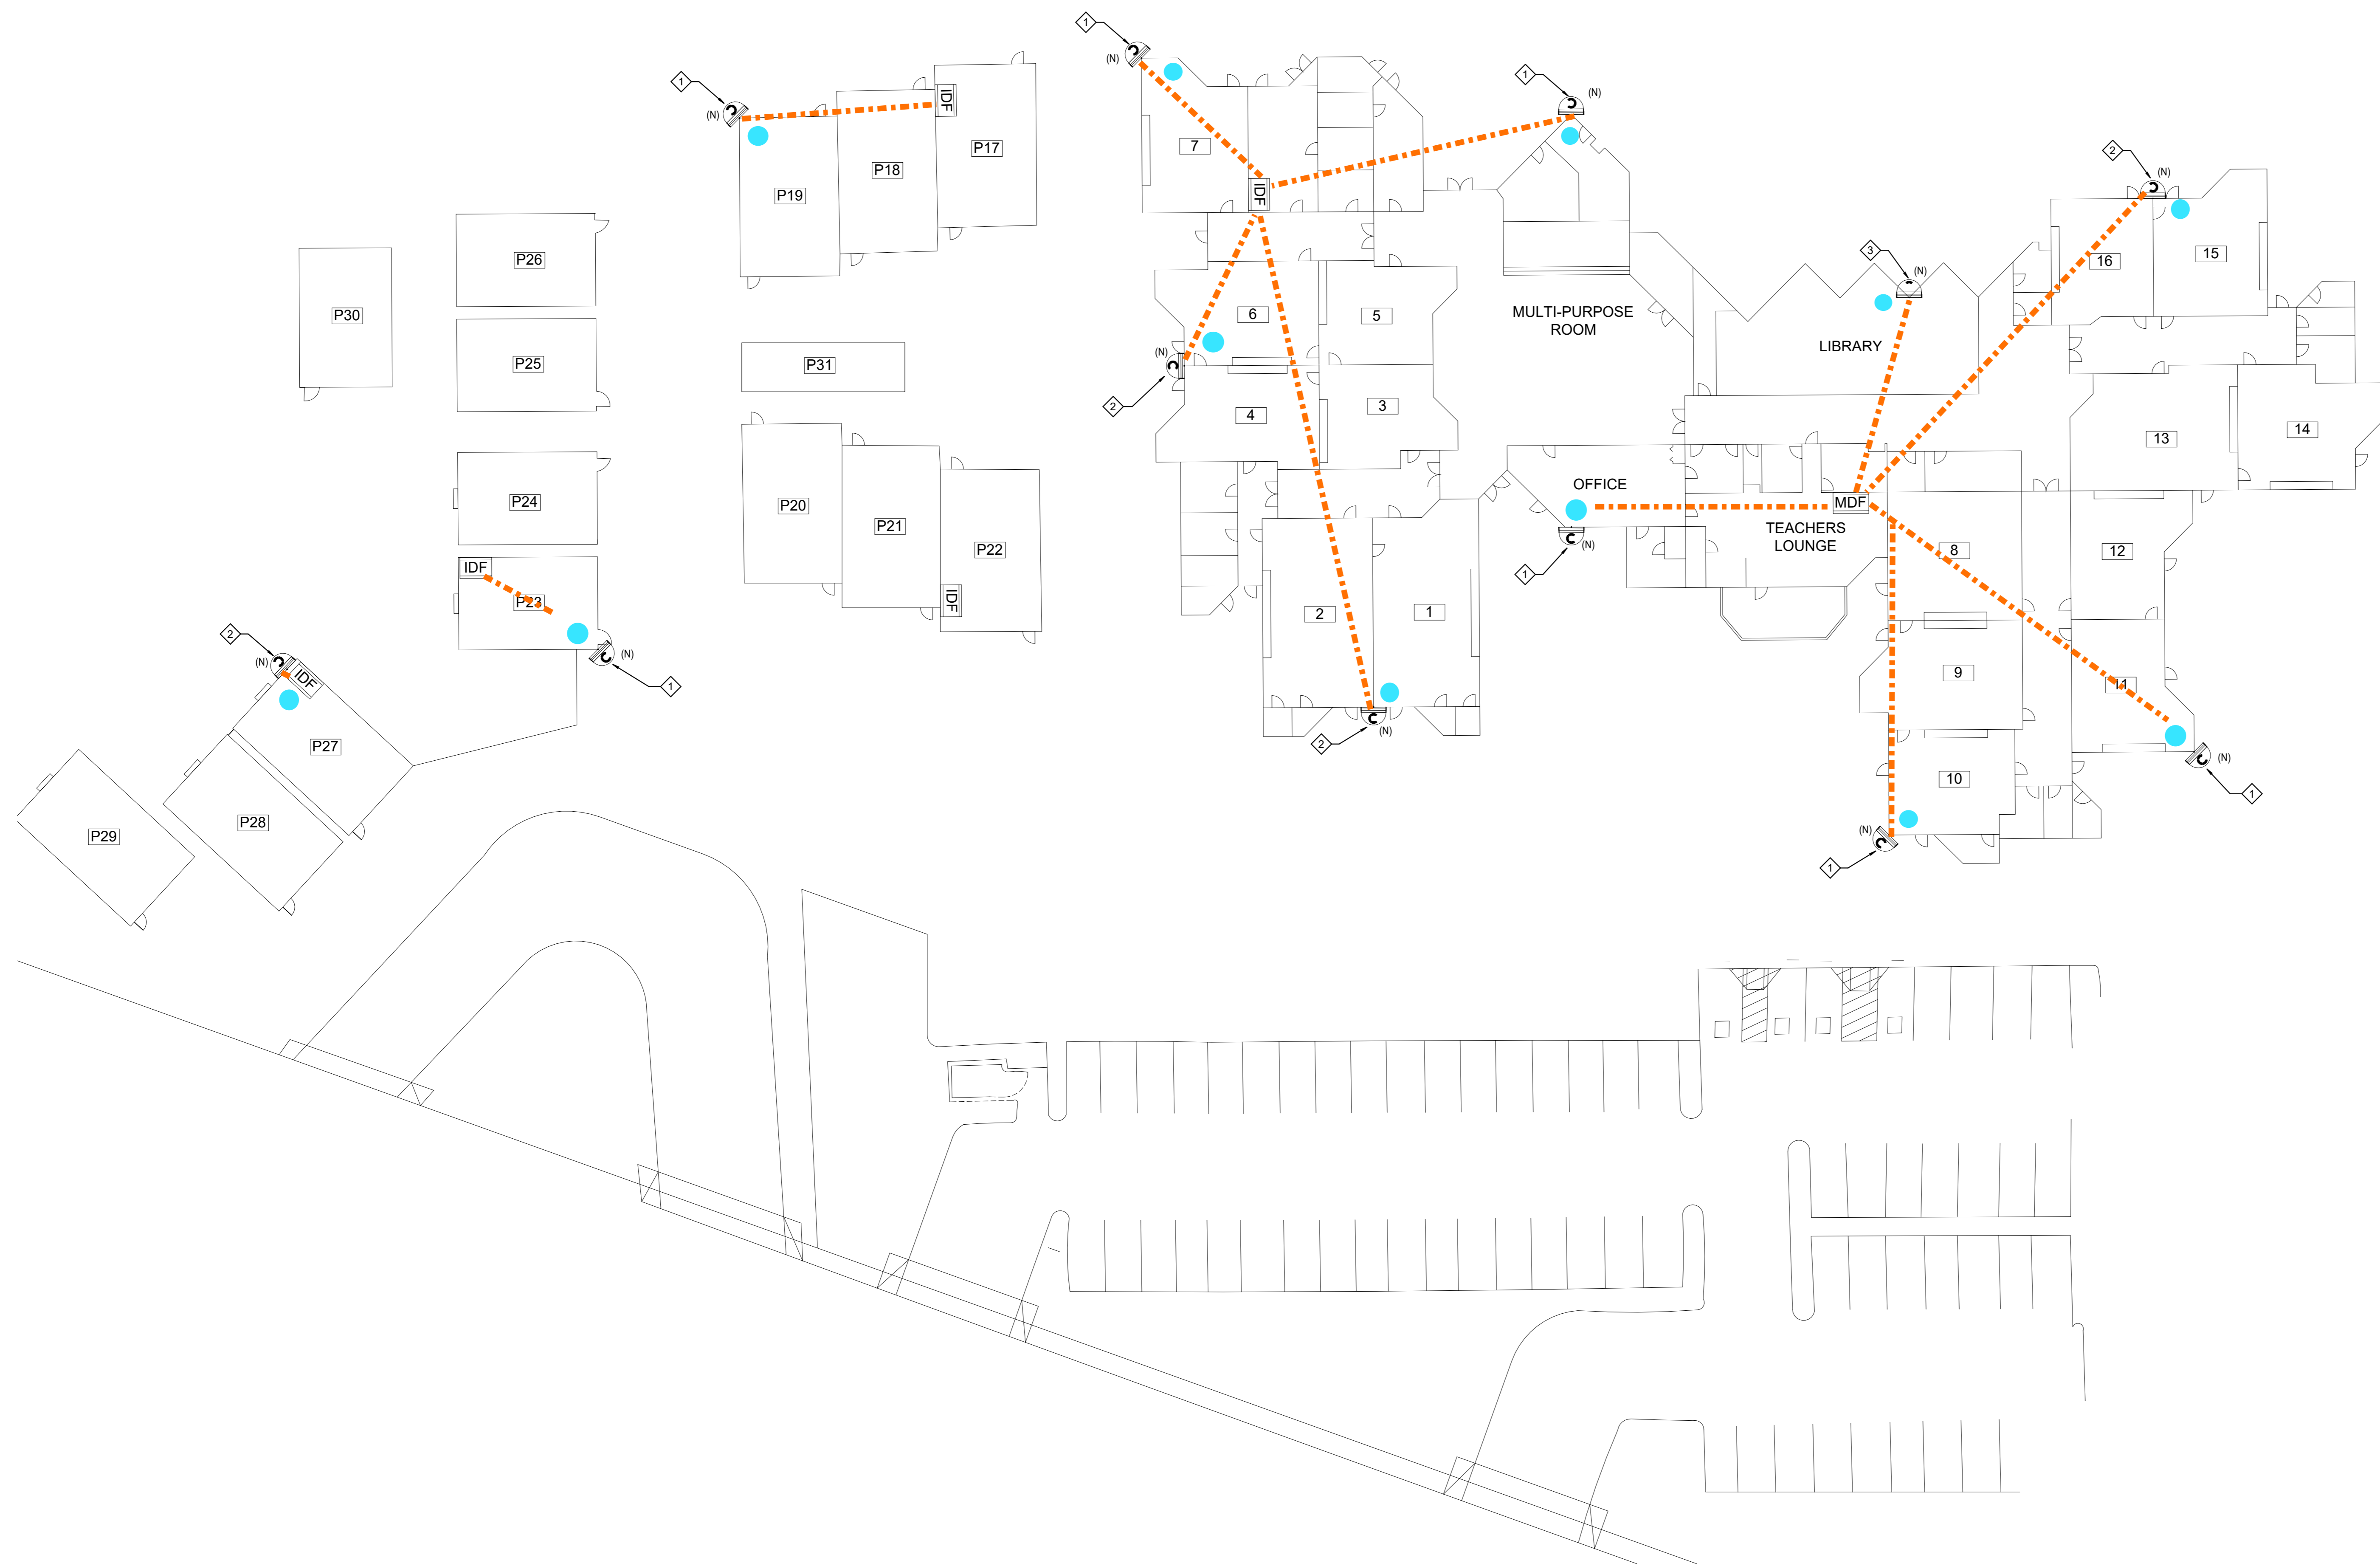 1
(N)
C
1
(N)
C
IDF
P17
P18
P19
1
(N)
C
7
IDF
2
(N)
C
15
16
3
(N)
C
P26
P30
P25
P31
6
5
MULTI-PURPOSE
ROOM
LIBRARY
(N)
C
2
4
3
13
14
P24
P20
P21
P22
IDF
OFFICE
MDF
TEACHERS
LOUNGE
C
(N)
1
8
12
IDF
P23
C
(N)
1
2
(N)
C
IDF
P27
2
1
C
(N)
2
9
11
C
(N)
1
10
(N)
C
1
P28
P29